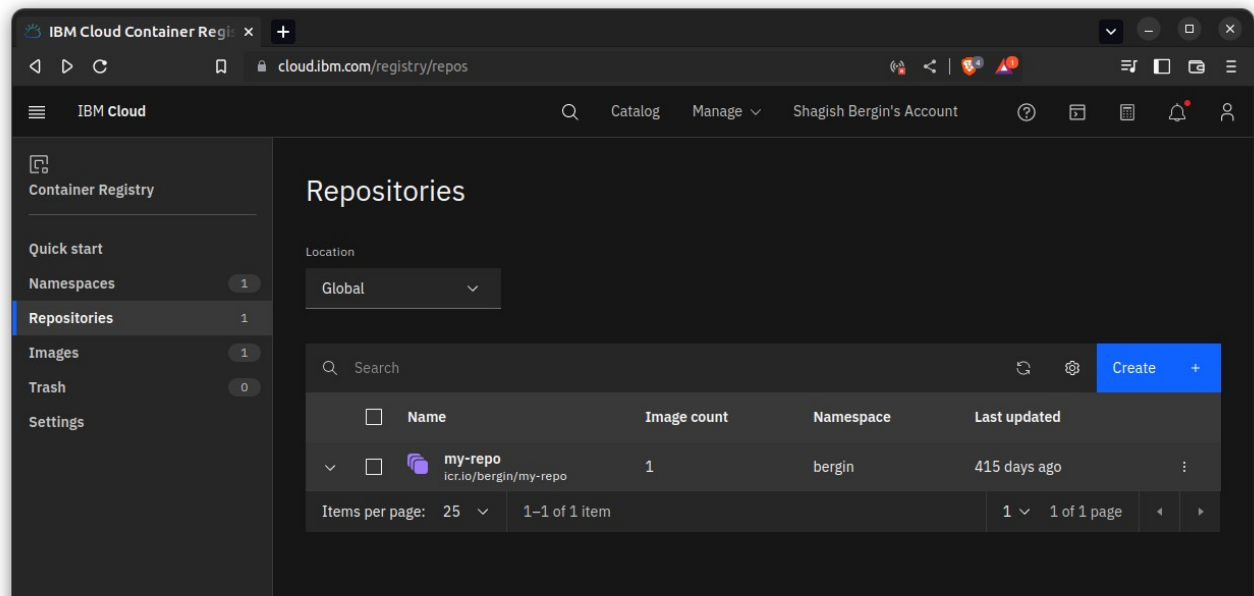 IBM Cloud Container Regis
cloud.ibm.com/registry/repos
4
1
IBM Cloud
Catalog
Manage
Shagish Bergin's Account
Container Registry
Quick start
Namespaces 1
Repositories 1
Images 1
Trash 0
Settings
Repositories
Location
Global
Search
Create +
Name Image count Namespace Last updated
my-repo 1 bergin 415 days ago
icr.io/bergin/my-repo
Items per page: 25 1–1 of 1 item 1 1 of 1 page